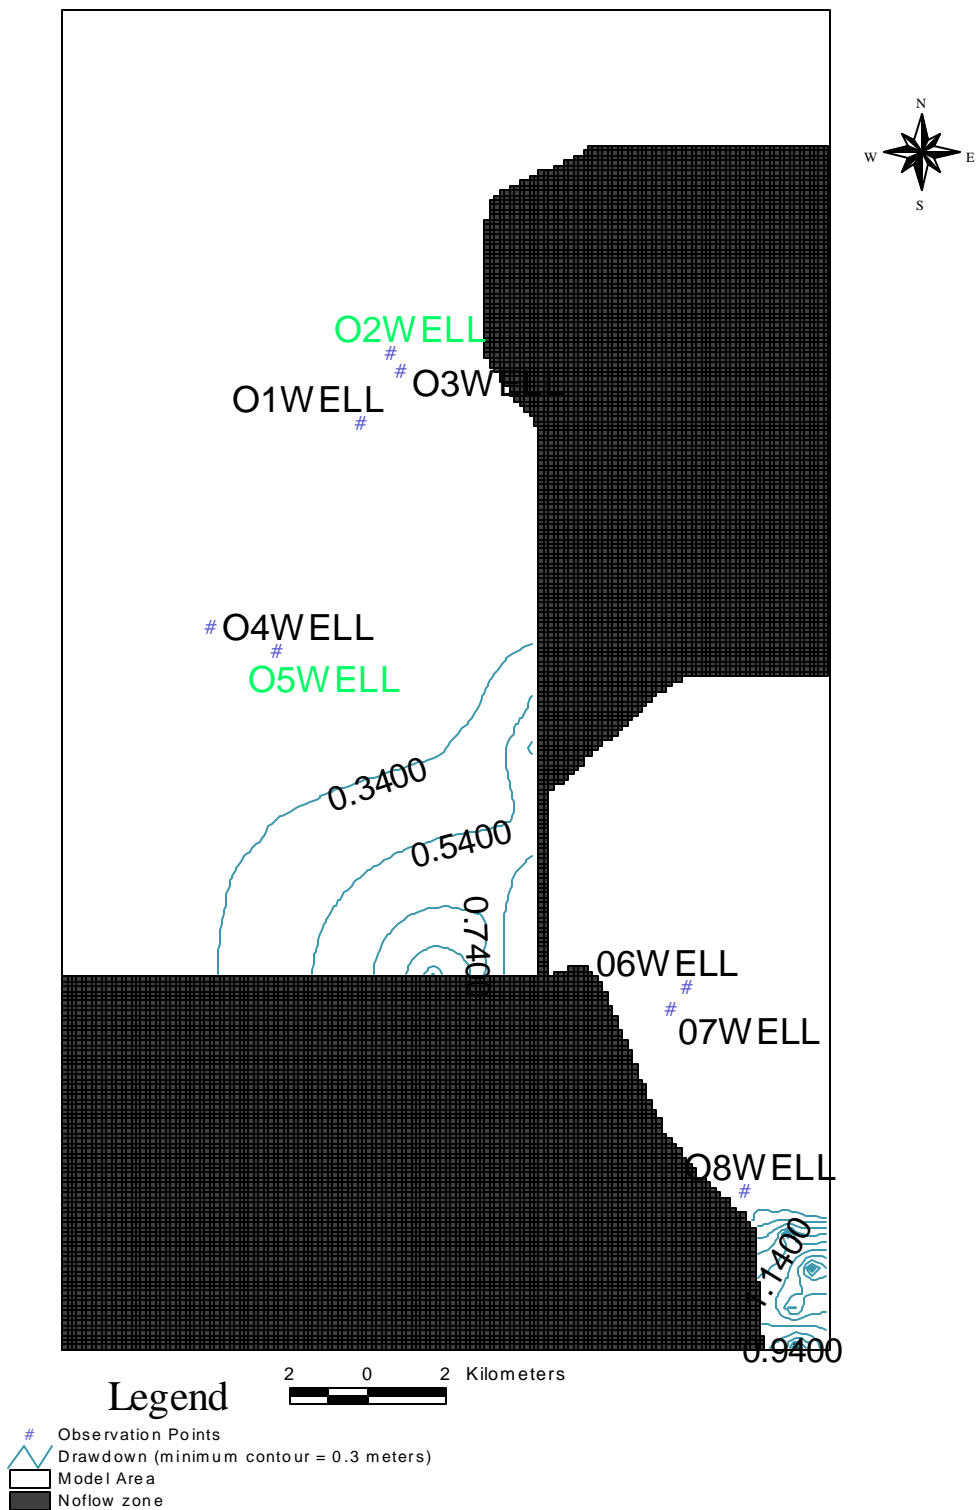 N
W
E
S
O2WELL
#
#
O3WELL
O1WELL
#
# O4WELL
#
O5WELL
0.3400
0.5400
0.7400
06WELL
#
#
07WELL
O8WELL
#
1.1400
0.9400
2 0 2 Kilometers
Legend
# Observation Points
Drawdown (minimum contour = 0.3 meters)
Model Area
Noflow zone